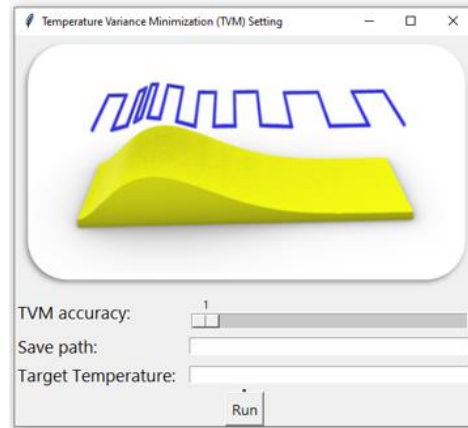 Temperature Variance Minimization (TVM) Setting
1
TVM accuracy:
Save path:
Target Temperature:
Run